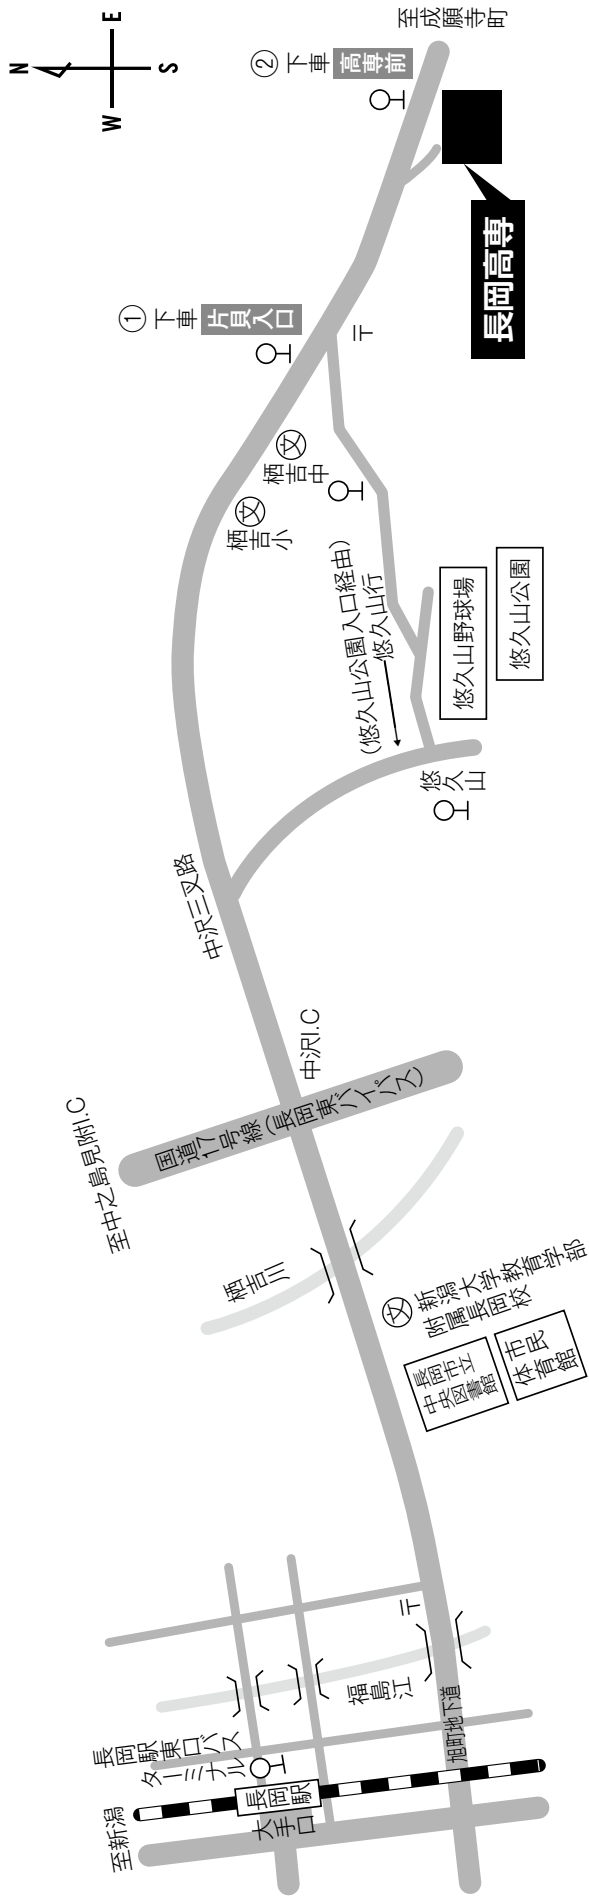 N
E
S
W
至成願寺町
②下車 高専前
長岡高専
①下車 片貝入口
〒
文
栖吉中
文
栖吉小
(悠久山公園入口経由)
悠久山行
悠久山野球場
悠久山公園
悠久山
中沢三叉路
中沢I.C
国道17号線(長岡東バイパス)
至中之島見附I.C
栖吉川
文
新潟大学教育学部
附属長岡校
長岡市立
中央図書館
市民
体育館
〒
福島江
旭町地下道
長岡駅東口バス
ターミナル
長岡駅
大手口
至新潟